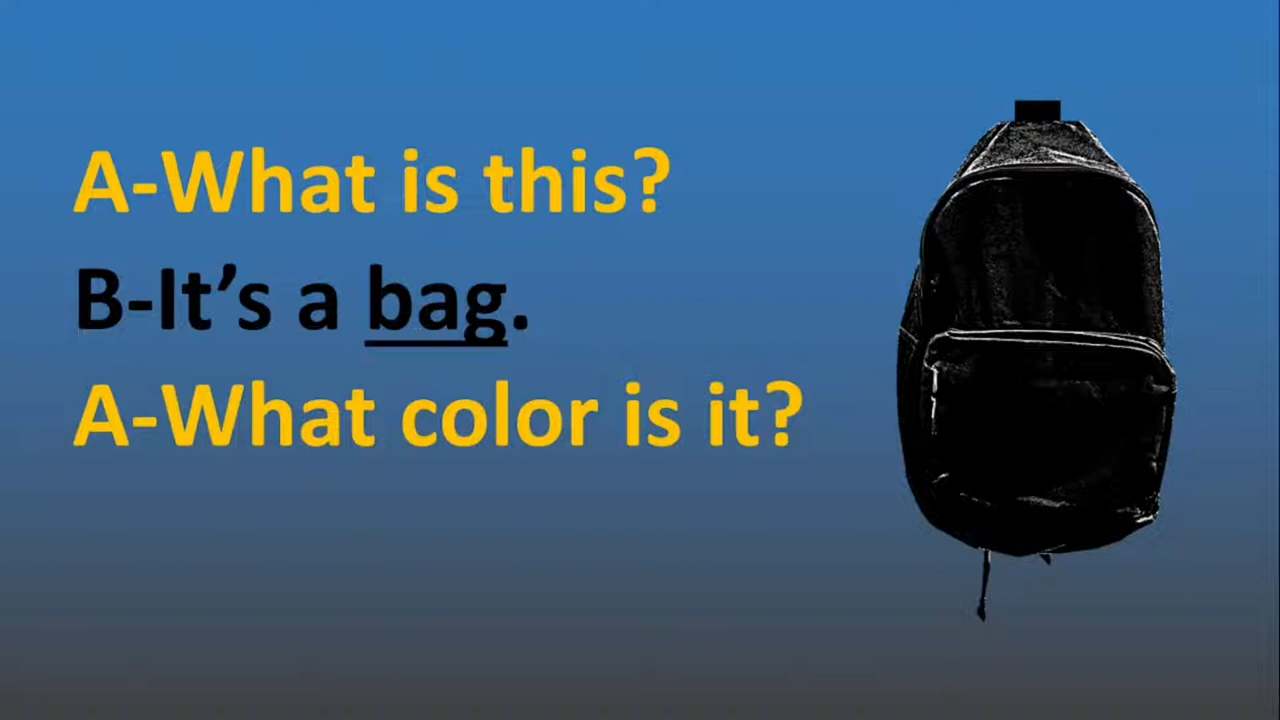 A-What is this?
B-It’s a bag.
A-What color is it?